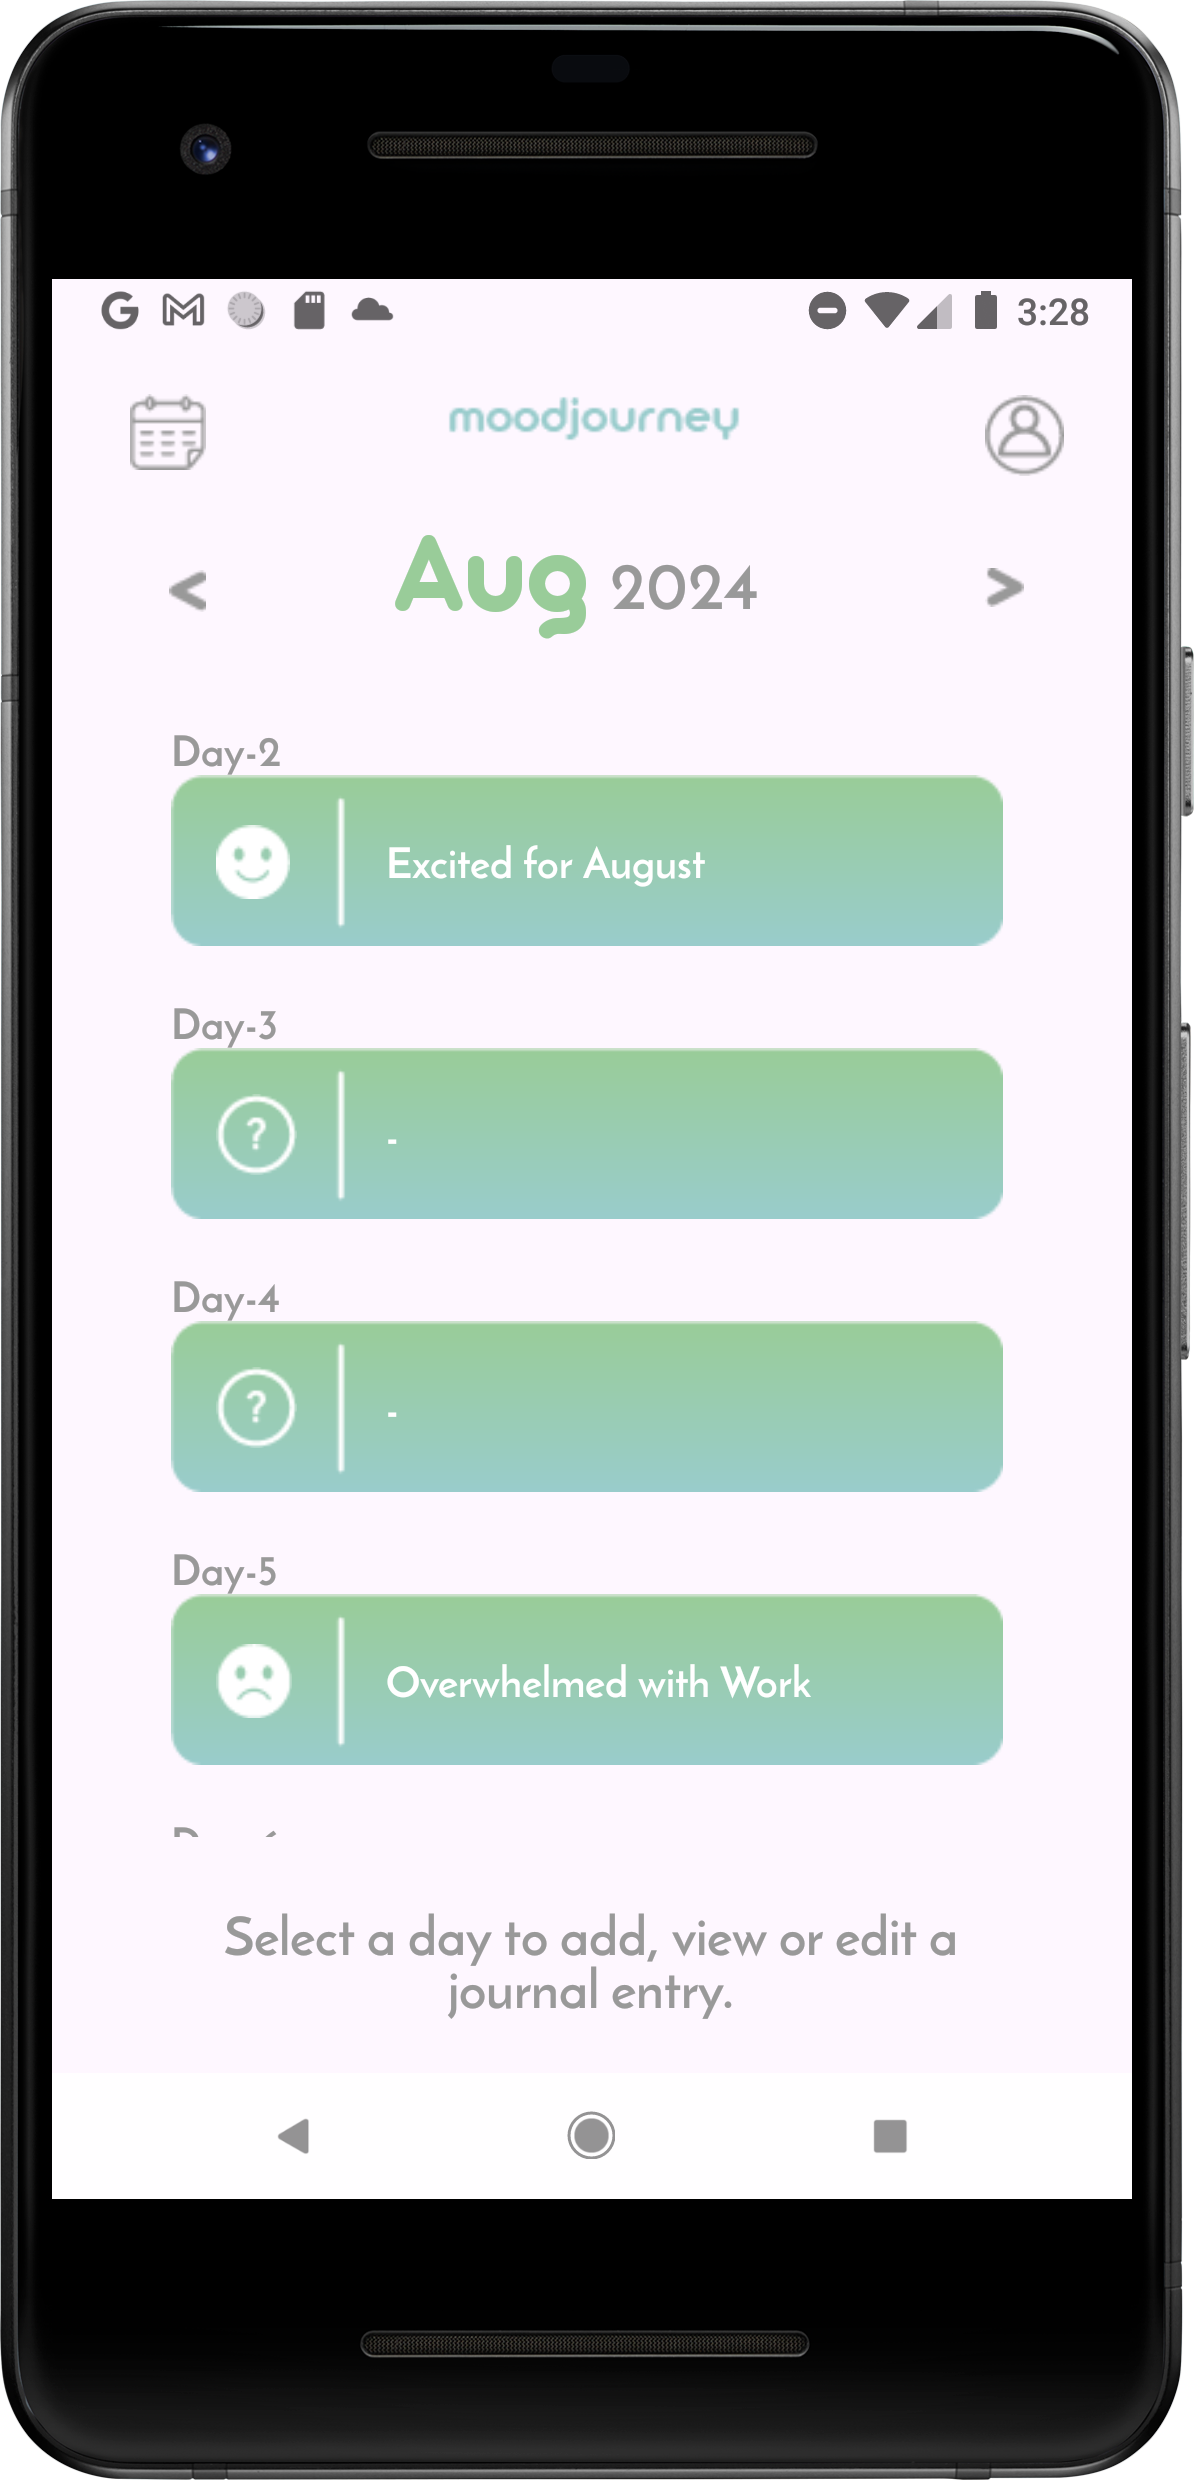 3:28
moodjourney
< Aug 2024 >
Day-2
Excited for August
Day-3
?
-
Day-4
?
-
Day-5
Overwhelmed with Work
Select a day to add, view or edit a
journal entry.